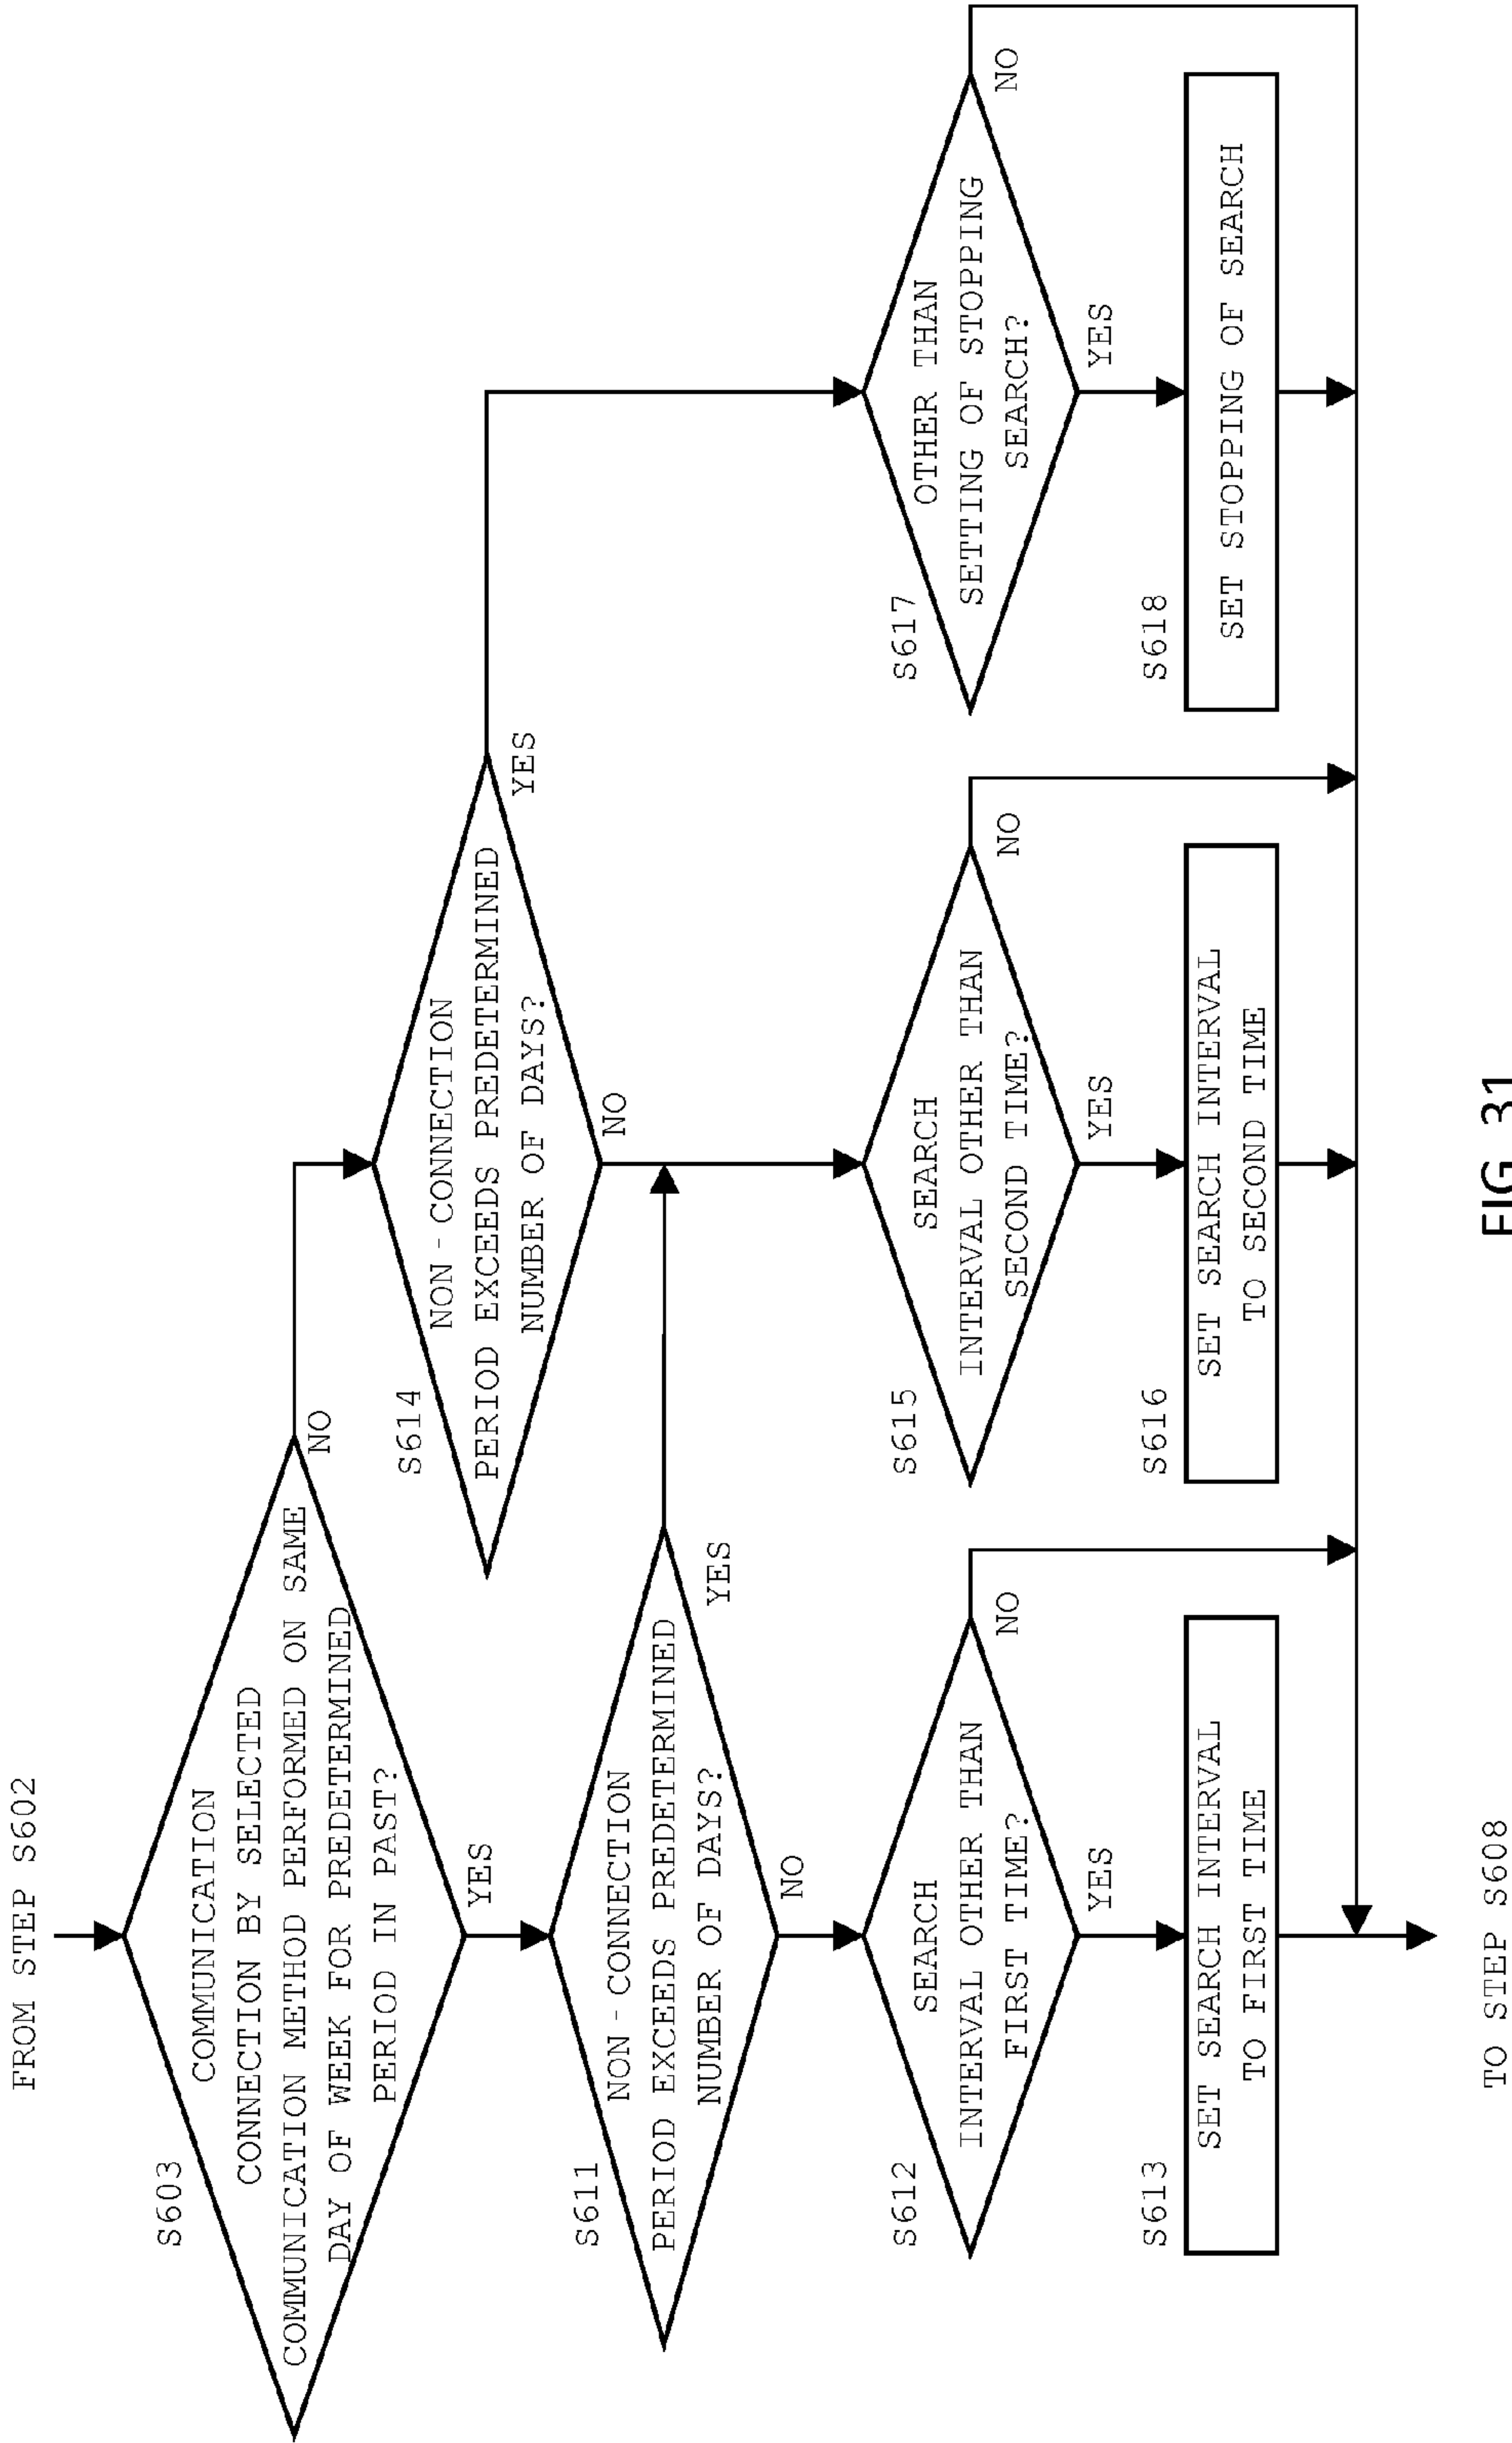 FROM STEP S602
S603
COMMUNICATION
CONNECTION BY SELECTED
COMMUNICATION METHOD PERFORMED ON SAME
DAY OF WEEK FOR PREDETERMINED
PERIOD IN PAST?
NO
YES
S614
NON-CONNECTION
PERIOD EXCEEDS PREDETERMINED
NUMBER OF DAYS?
YES
NO
S611
NON-CONNECTION
PERIOD EXCEEDS PREDETERMINED
NUMBER OF DAYS?
YES
NO
S612
SEARCH
INTERVAL OTHER THAN
FIRST TIME?
NO
YES
S613
SET SEARCH INTERVAL
TO FIRST TIME
S615
SEARCH
INTERVAL OTHER THAN
SECOND TIME?
NO
YES
S616
SET SEARCH INTERVAL
TO SECOND TIME
S617
OTHER THAN
SETTING OF STOPPING
SEARCH?
NO
YES
S618
SET STOPPING OF SEARCH
TO STEP S608
FIG. 31